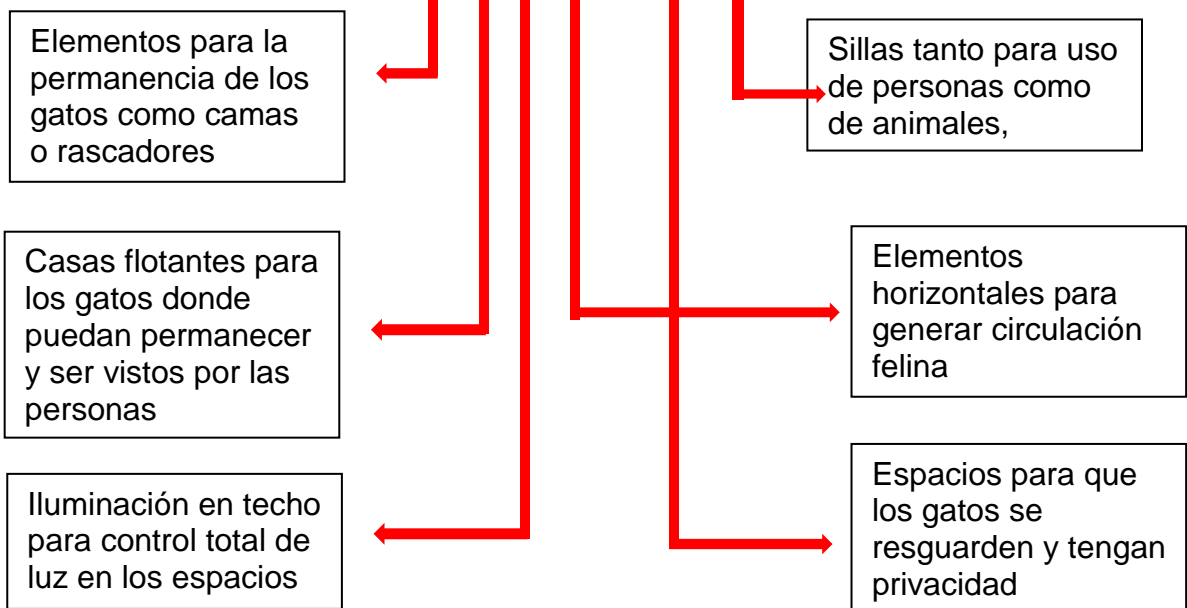 Elementos para la
permanencia de los
gatos como camas
o rascadores
Sillas tanto para uso
de personas como
de animales,
Casas flotantes para
los gatos donde
puedan permanecer
y ser vistos por las
personas
Elementos
horizontales para
generar circulación
felina
Iluminación en techo
para control total de
luz en los espacios
Espacios para que
los gatos se
resguarden y tengan
privacidad